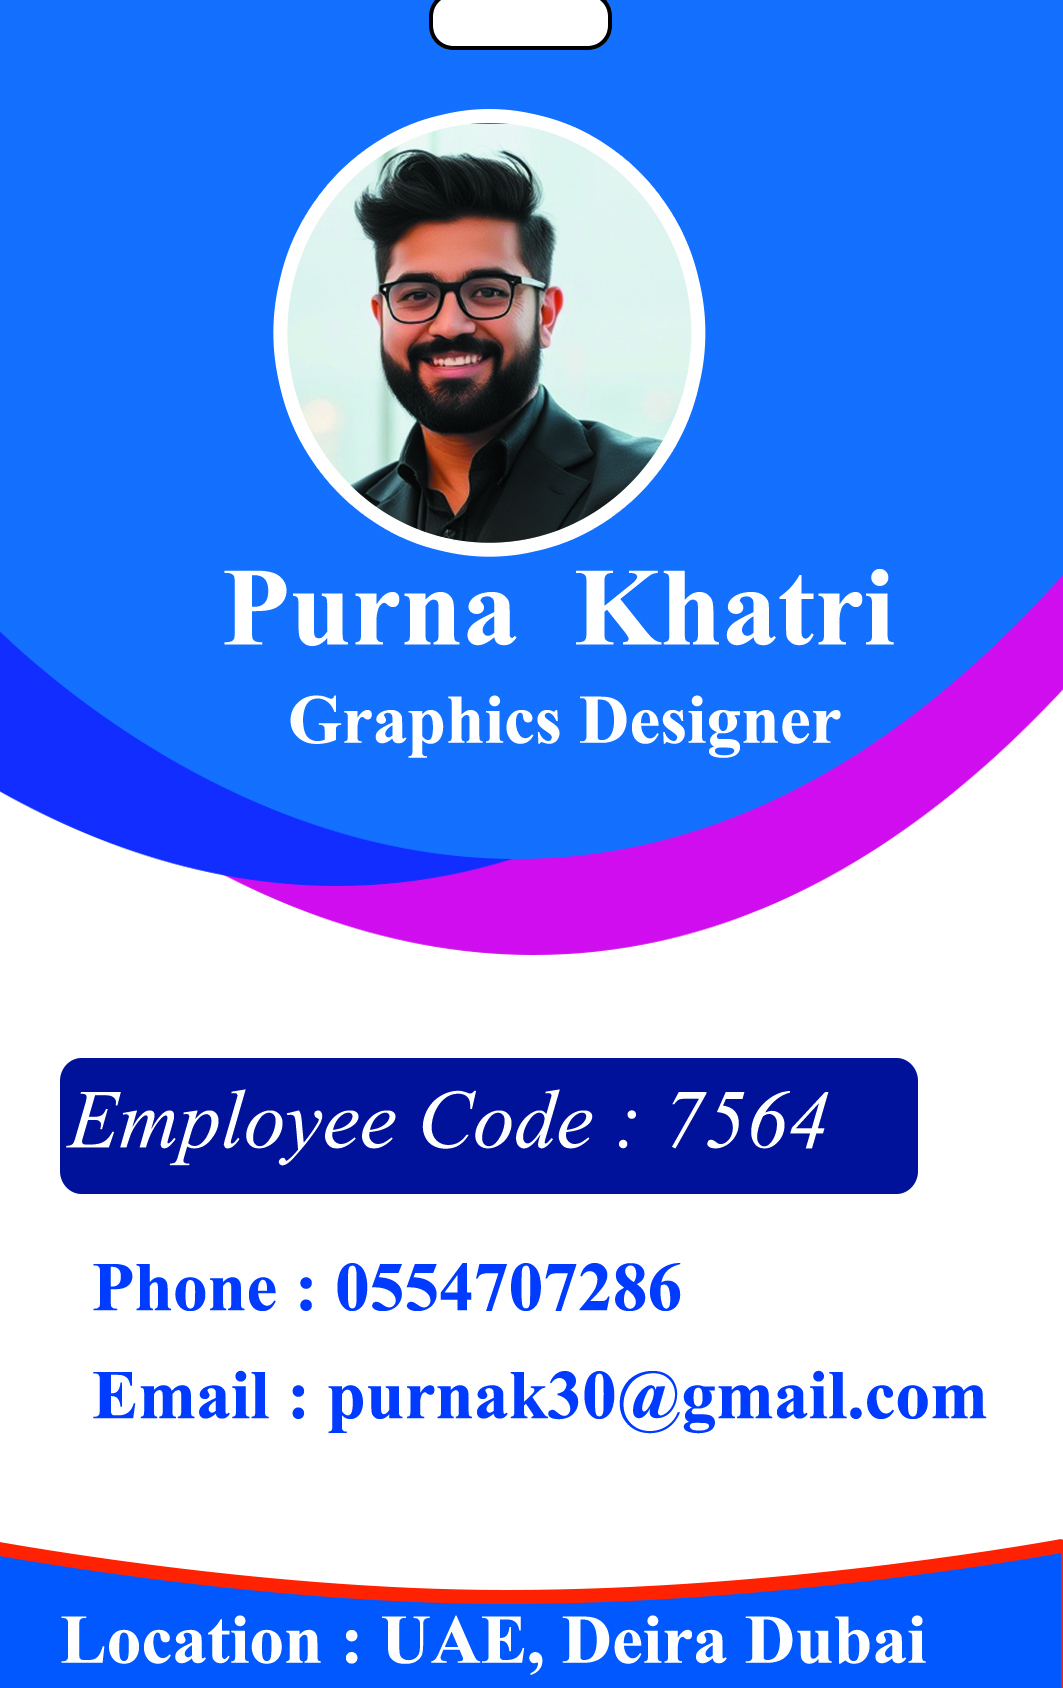 Purna Khatri
Graphics Designer
Employee Code : 7564
Phone : 0554707286
Email : purnak30@gmail.com
Location : UAE, Deira Dubai